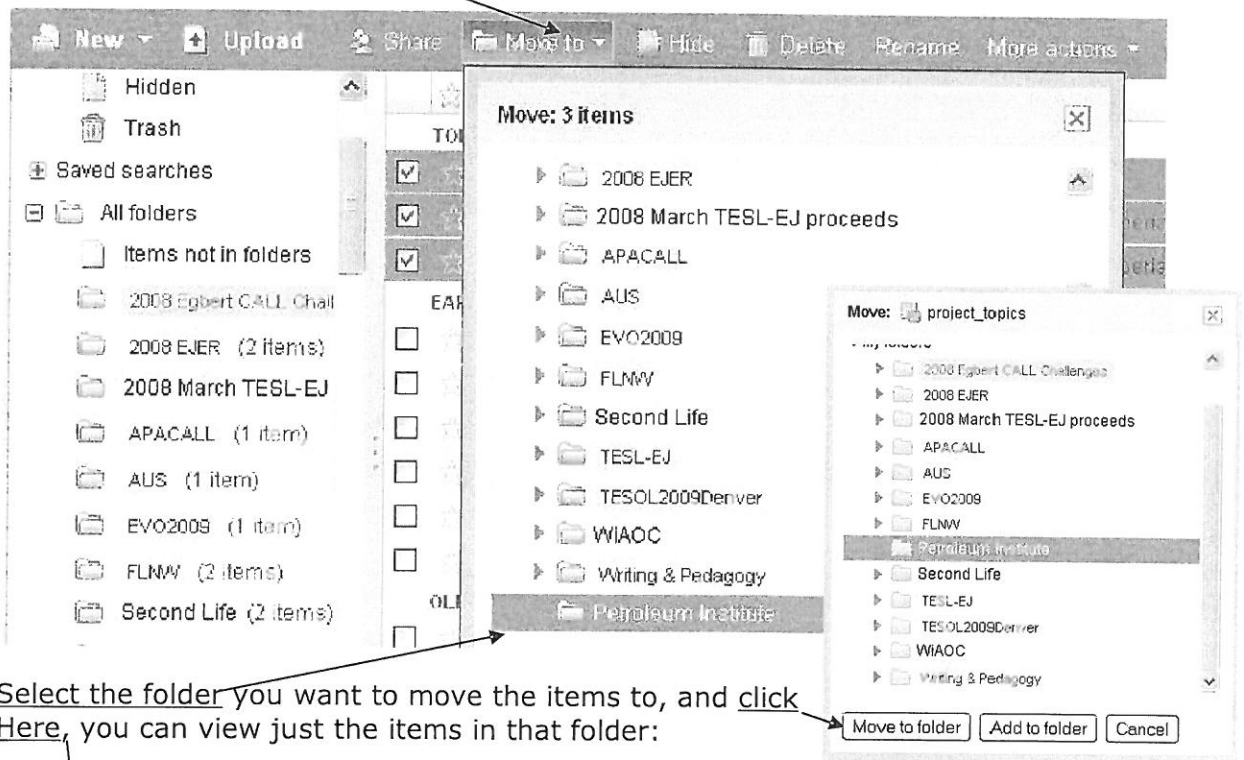 New Upload Share Move to Hide Delete Rename More actions
Hidden
Trash
Saved searches
All folders
Items not in folders
2008 Egbert CALL Chall
2008 EJER (2 items)
2008 March TESL-EJ
APACALL (1 item)
AUS (1 item)
EVO2009 (1 item)
FLNW (2 items)
Second Life (2 items)
TO
EAR
OL
Move: 3 items
2008 EJER
2008 March TESL-EJ proceeds
APACALL
AUS
EVO2009
FLNW
Second Life
TESL-EJ
TESOL2009Denver
WiAOC
Writing & Pedagogy
Petroleum Institute
Move: project_topics
2008 Egbert CALL Challenges
2008 EJER
2008 March TESL-EJ proceeds
APACALL
AUS
EVO2009
FLNW
Petroleum Institute
Second Life
TESL-EJ
TESOL2009Denver
WiAOC
Writing & Pedagogy
Move to folder Add to folder Cancel
Select the folder you want to move the items to, and click
Here, you can view just the items in that folder: